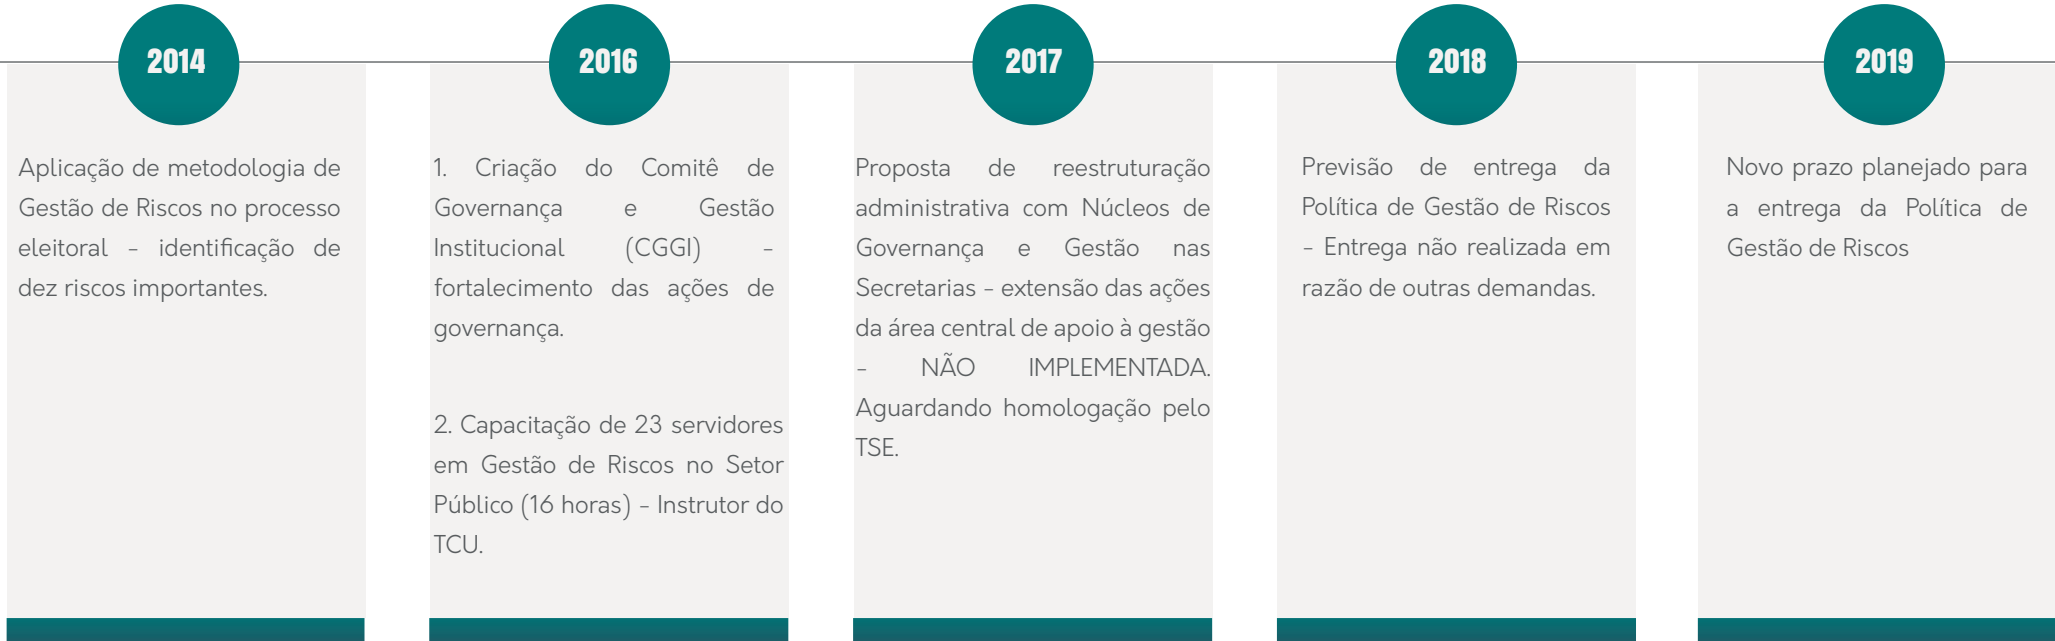 2014
Aplicação de metodologia de
Gestão de Riscos no processo
eleitoral – identificação de
dez riscos importantes.
2016
1. Criação do Comitê de
Governança e Gestão
Institucional (CGGI) –
fortalecimento das ações de
governança.
2. Capacitação de 23 servidores
em Gestão de Riscos no Setor
Público (16 horas) – Instrutor do
TCU.
2017
Proposta de reestruturação
administrativa com Núcleos de
Governança e Gestão nas
Secretarias – extensão das ações
da área central de apoio à gestão
– NÃO IMPLEMENTADA.
Aguardando homologação pelo
TSE.
2018
Previsão de entrega da
Política de Gestão de Riscos
– Entrega não realizada em
razão de outras demandas.
2019
Novo prazo planejado para
a entrega da Política de
Gestão de Riscos